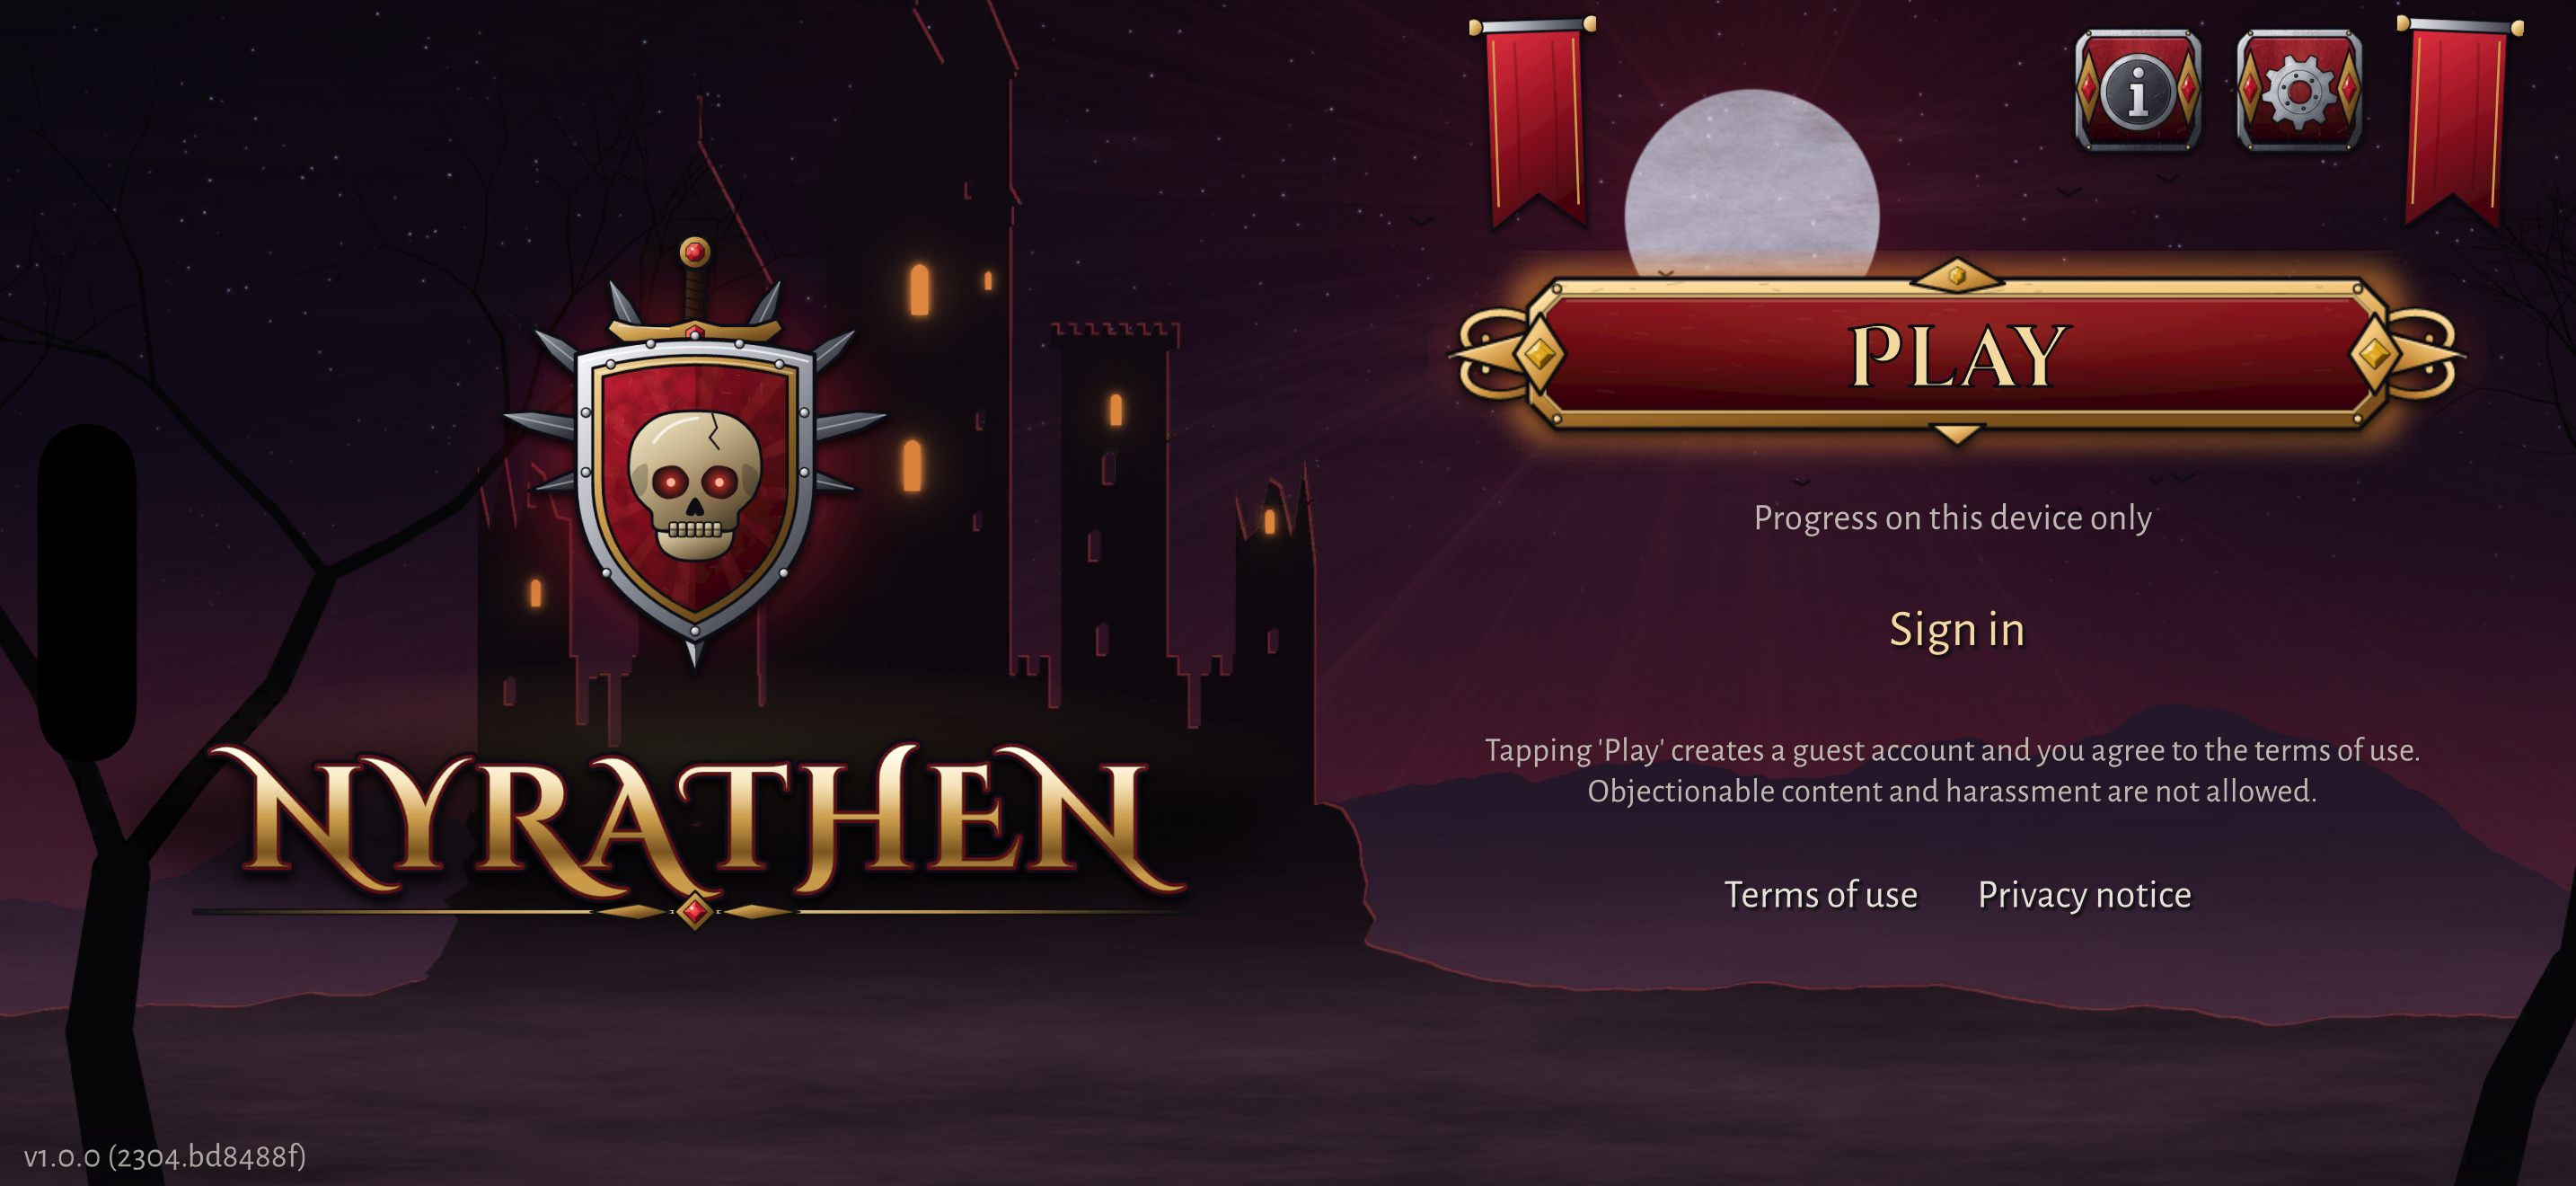 NYRATHEN
PLAY
Progress on this device only
Sign in
Tapping 'Play' creates a guest account and you agree to the terms of use.
Objectionable content and harassment are not allowed.
Terms of use Privacy notice
v1.0.0 (2304.bd8488f)